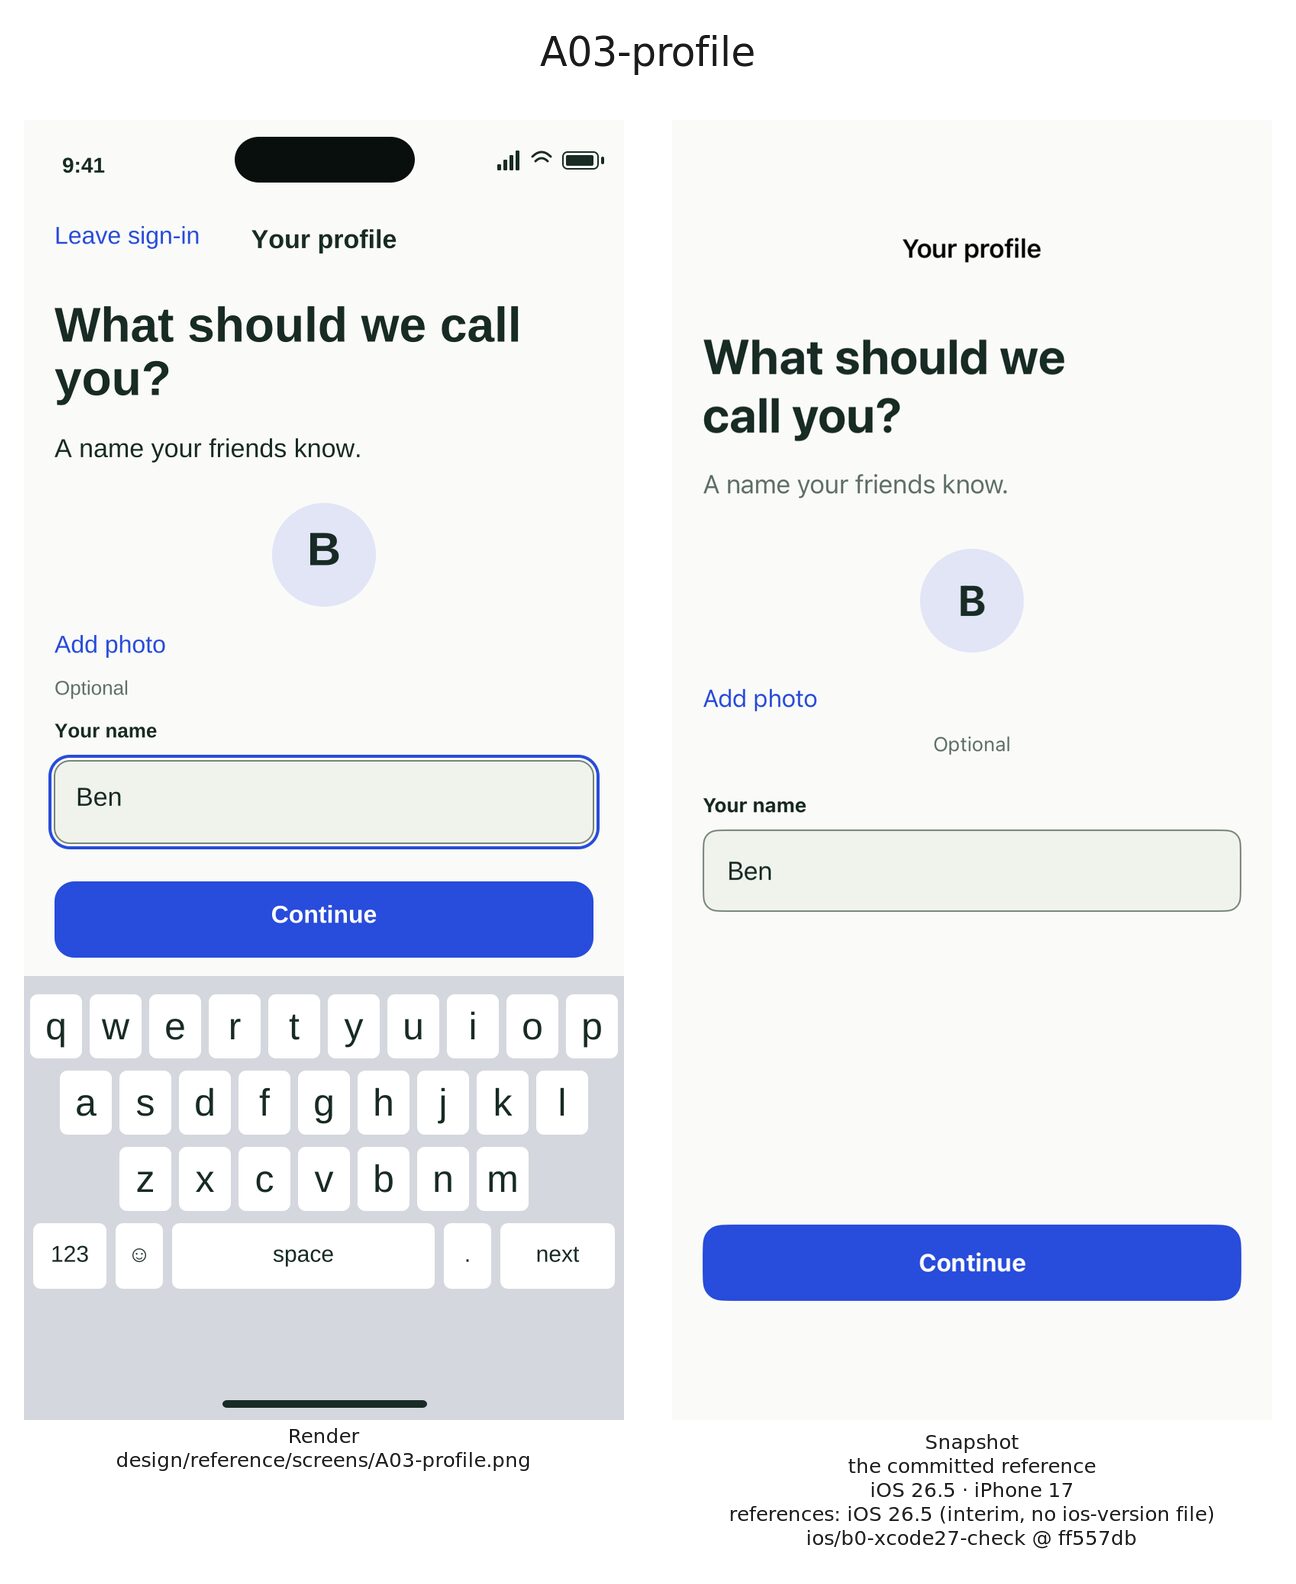 A03-profile
9:41
Leave sign-in
Your profile
What should we call
you?
A name your friends know.
B
Add photo
Optional
Your name
Ben
Continue
q w e r t y u i o p
a s d f g h j k l
z x c v b n m
123 ☺ space . next
Render
design/reference/screens/A03-profile.png
Your profile
What should we
call you?
A name your friends know.
B
Add photo
Optional
Your name
Ben
Continue
Snapshot
the committed reference
iOS 26.5 · iPhone 17
references: iOS 26.5 (interim, no ios-version file)
ios/b0-xcode27-check @ ff557db